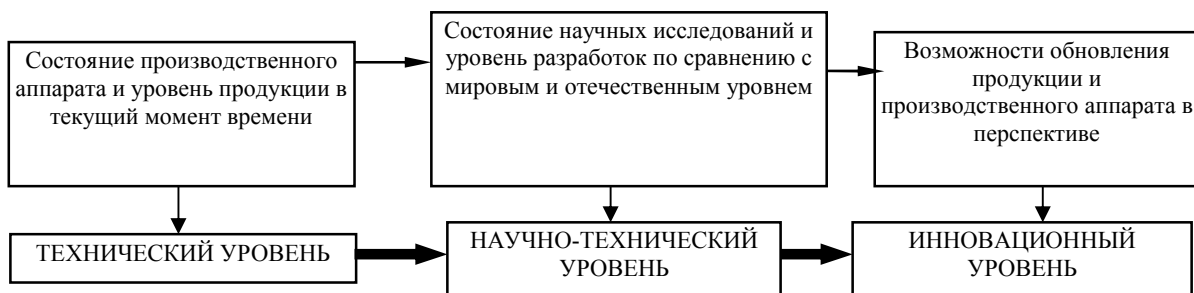 Состояние производственного
аппарата и уровень продукции в
текущий момент времени
Состояние научных исследований и
уровень разработок по сравнению с
мировым и отечественным уровнем
Возможности обновления
продукции и
производственного аппарата в
перспективе
ТЕХНИЧЕСКИЙ УРОВЕНЬ
НАУЧНО-ТЕХНИЧЕСКИЙ
УРОВЕНЬ
ИННОВАЦИОННЫЙ
УРОВЕНЬ